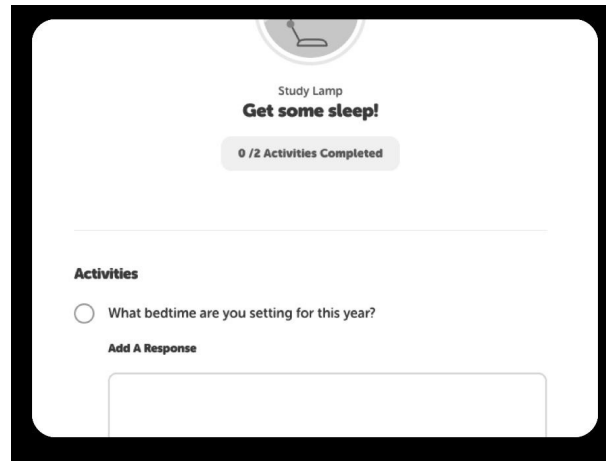 Study Lamp
Get some sleep!
0 /2 Activities Completed
Activities
What bedtime are you setting for this year?
Add A Response